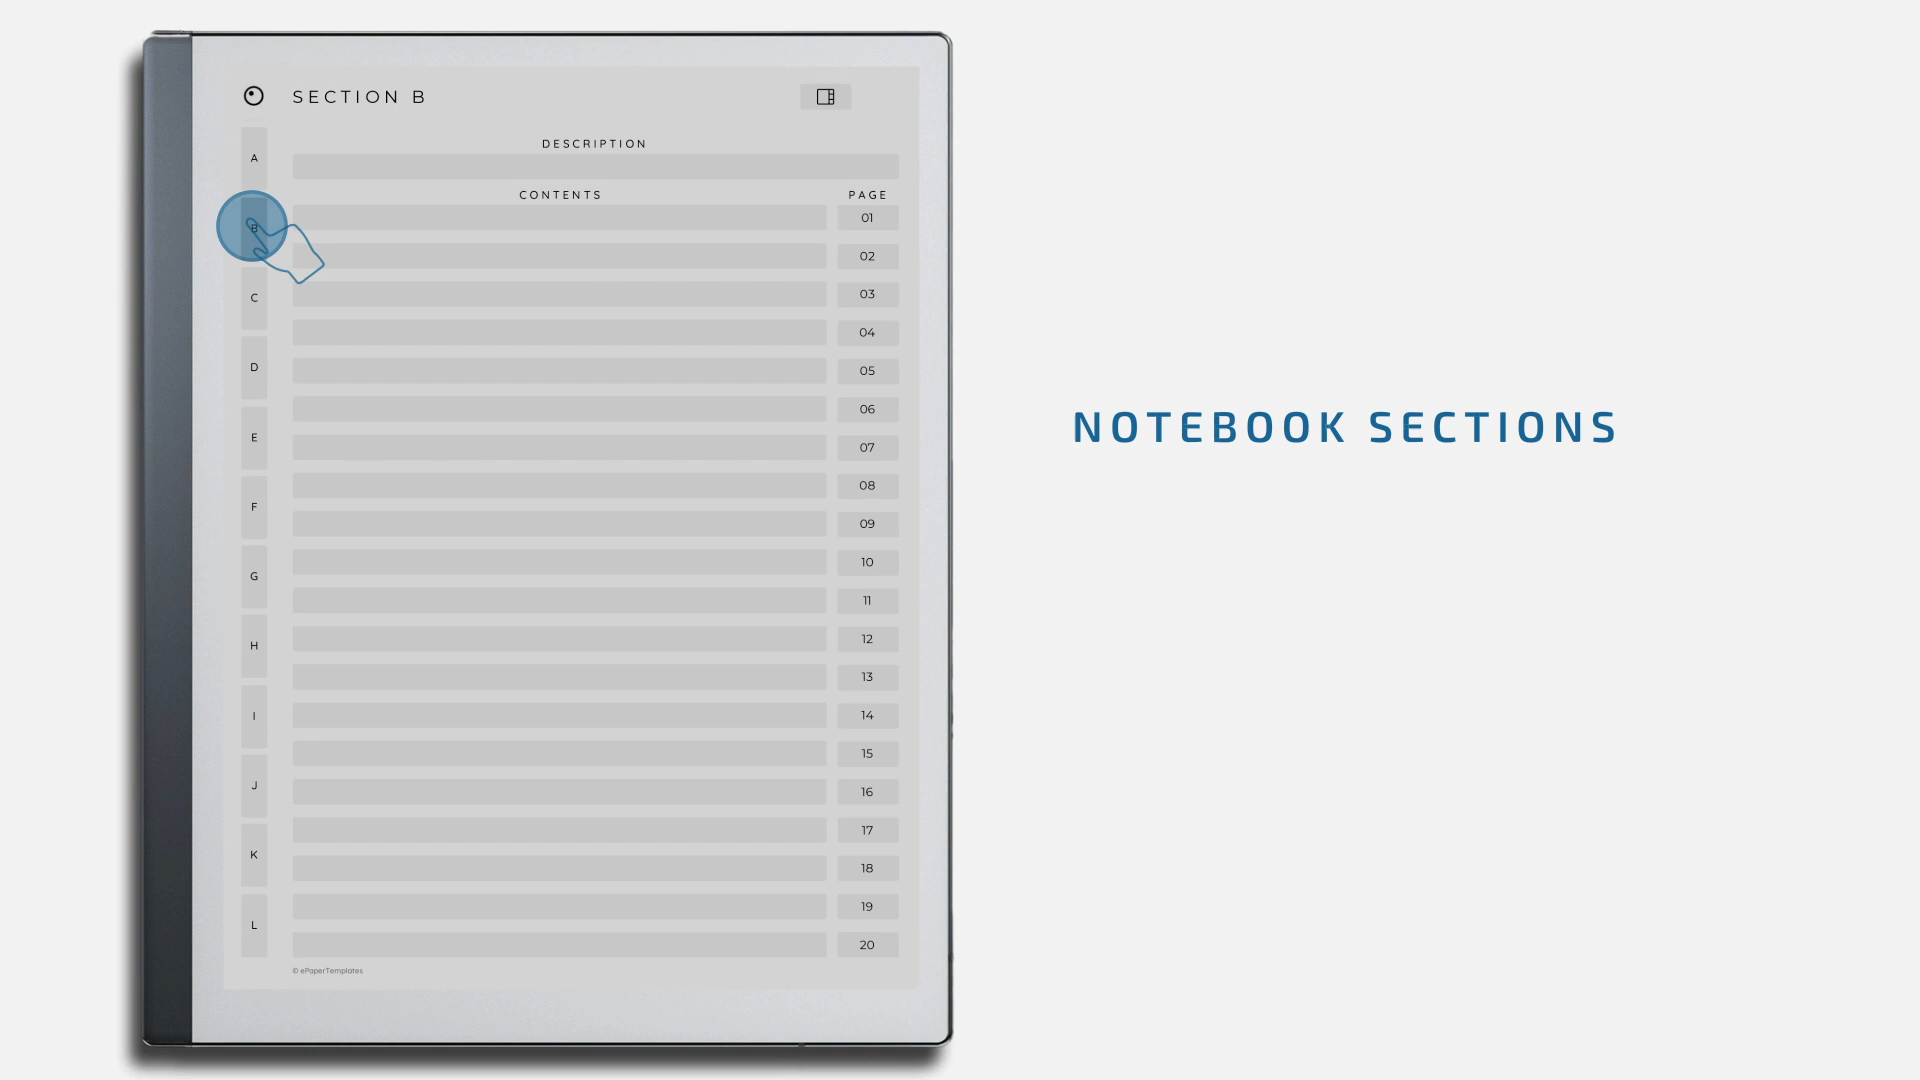 SECTION B
DESCRIPTION
CONTENTS PAGE
A
B
C
D
E
F
G
H
I
J
K
L
01
02
03
04
05
06
07
08
09
10
11
12
13
14
15
16
17
18
19
20
© ePaperTemplates
NOTEBOOK SECTIONS